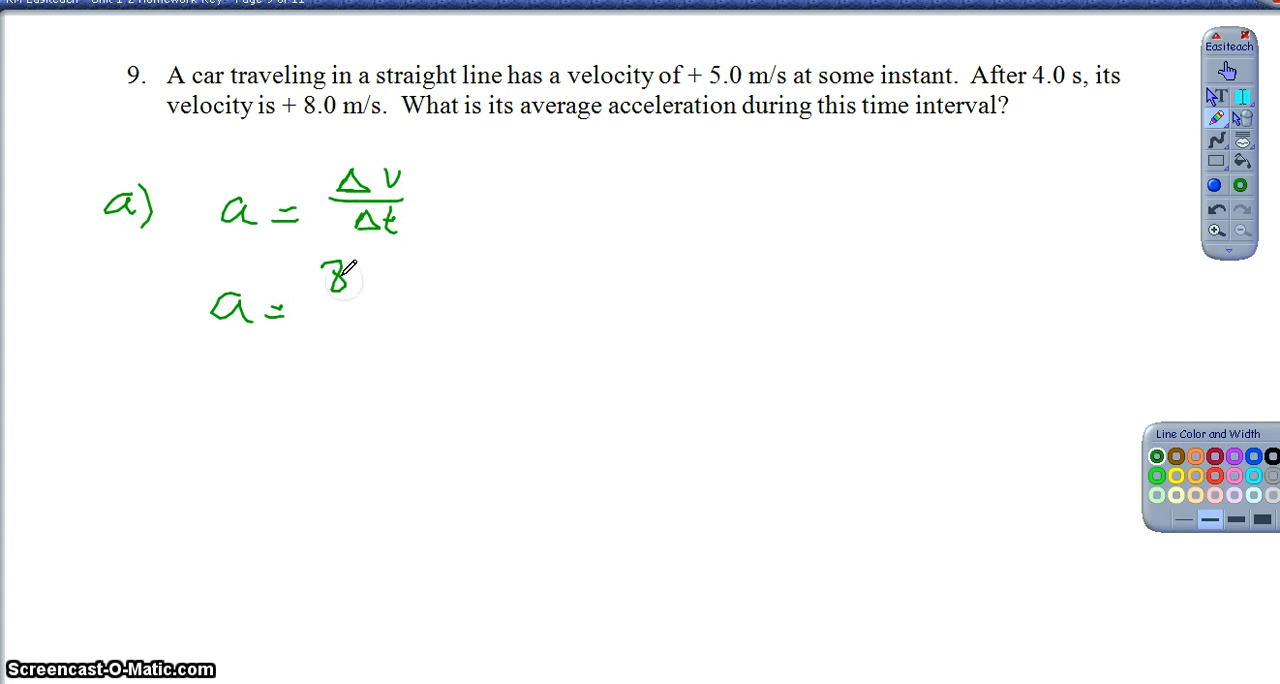 9. A car traveling in a straight line has a velocity of + 5.0 m/s at some instant. After 4.0 s, its
velocity is + 8.0 m/s. What is its average acceleration during this time interval?
a) a = Δv
Δt
a = 8
Easiteach
T
Line Color and Width
Screencast-O-Matic.com